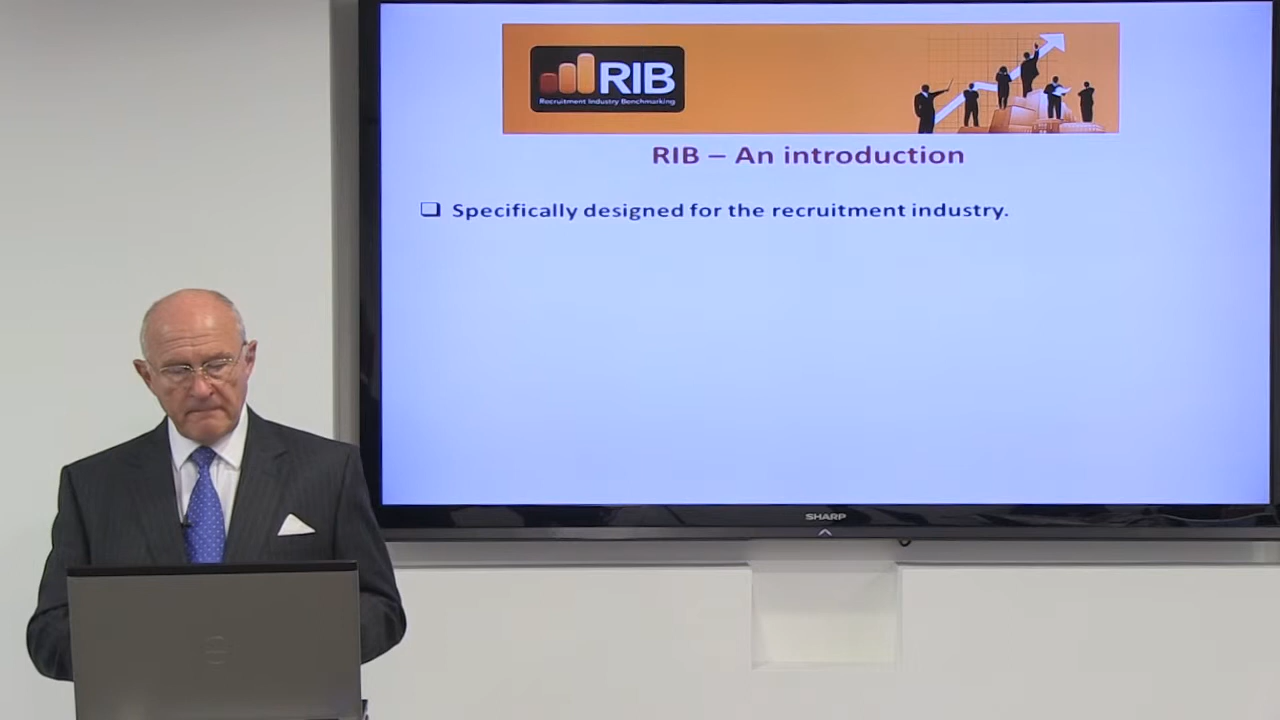 RIB
Recruitment Industry Benchmarking
RIB – An introduction
❑ Specifically designed for the recruitment industry.
SHARP